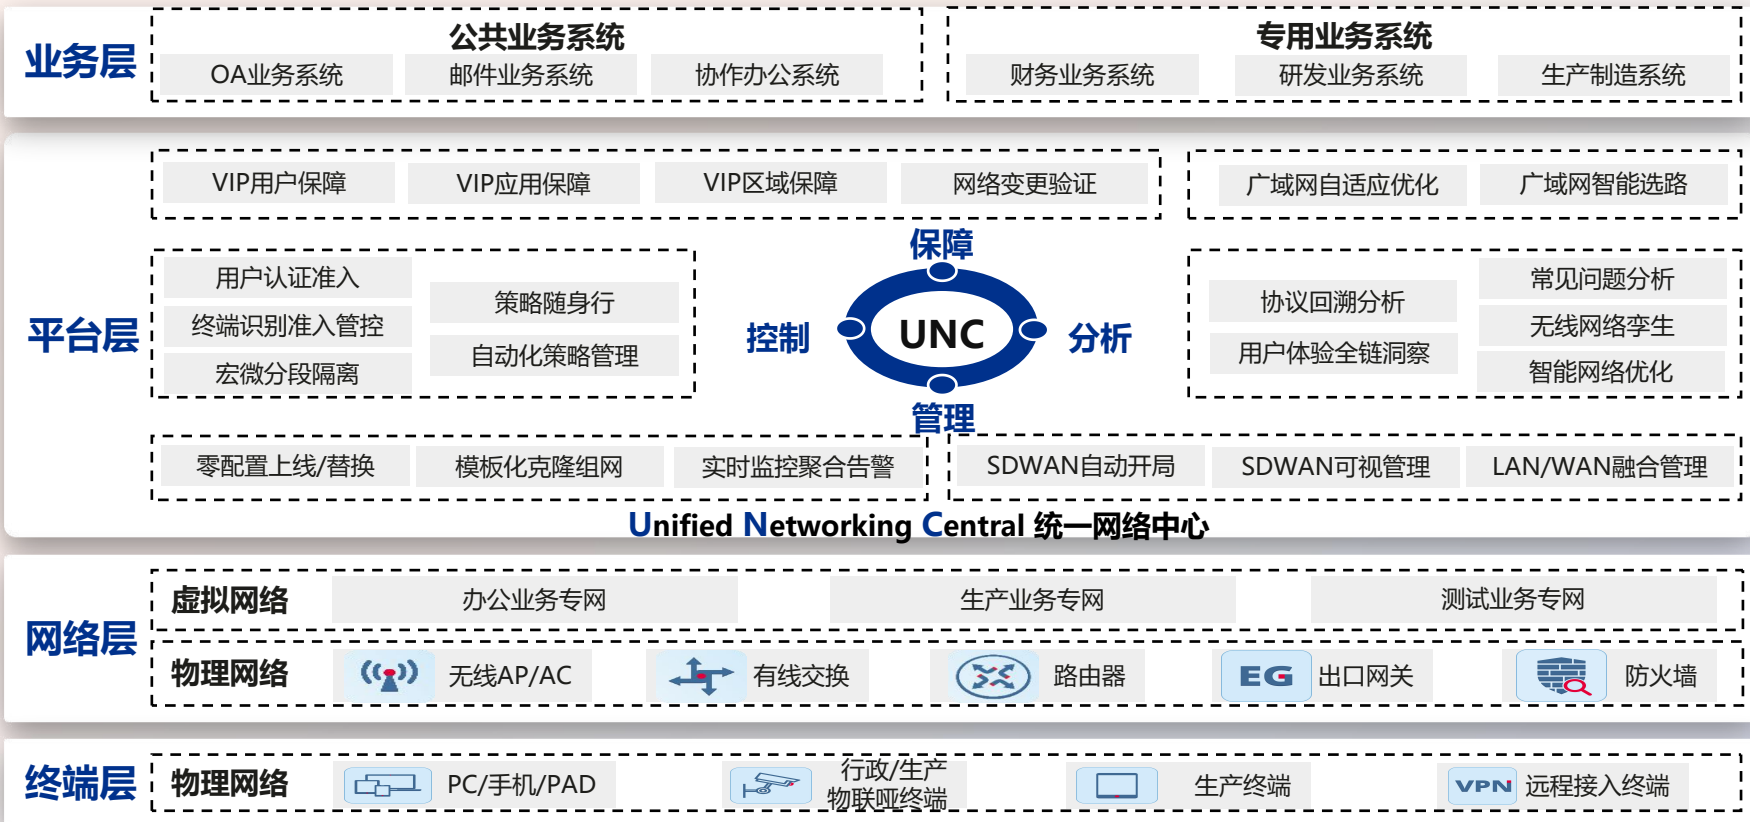 业务层
公共业务系统
OA业务系统
邮件业务系统
协作办公系统
专用业务系统
财务业务系统
研发业务系统
生产制造系统
平台层
VIP用户保障
VIP应用保障
VIP区域保障
网络变更验证
广域网自适应优化
广域网智能选路
用户认证准入
终端识别准入管控
宏微分段隔离
策略随身行
自动化策略管理
保障
控制
UNC
分析
管理
协议回溯分析
用户体验全链洞察
常见问题分析
无线网络孪生
智能网络优化
零配置上线/替换
模板化克隆组网
实时监控聚合告警
SDWAN自动开局
SDWAN可视管理
LAN/WAN融合管理
Unified Networking Central 统一网络中心
网络层
虚拟网络
办公业务专网
生产业务专网
测试业务专网
物理网络
无线AP/AC
有线交换
路由器
EG
出口网关
防火墙
终端层
物理网络
PC/手机/PAD
行政/生产
物联哑终端
生产终端
VPN
远程接入终端